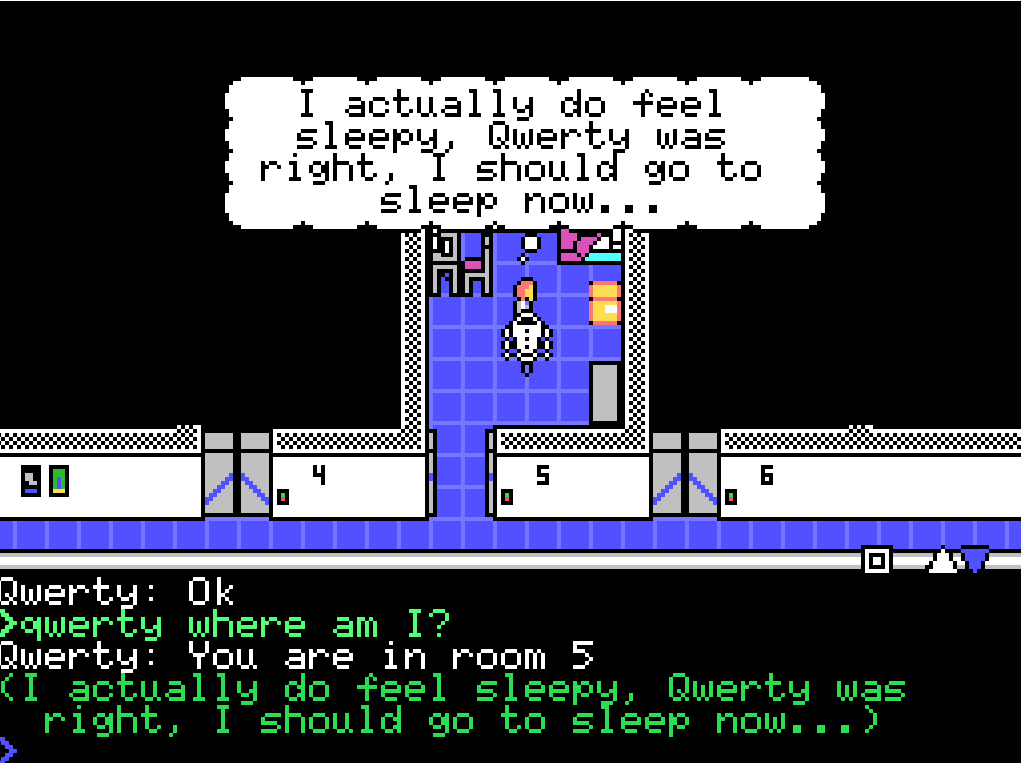 I actually do feel
sleepy, Qwerty was
right, I should go to
sleep now...
4
5
6
Qwerty: Ok
>qwerty where am I?
Qwerty: You are in room 5
(I actually do feel sleepy, Qwerty was
right, I should go to sleep now...)
>